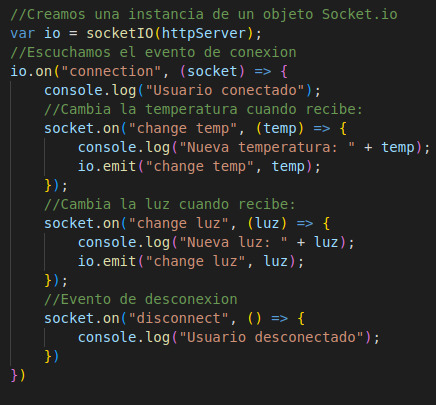 //Creamos una instancia de un objeto Socket.io
var io = socketIO(httpServer);
//Escuchamos el evento de conexion
io.on("connection", (socket) => {
    console.log("Usuario conectado");
    //Cambia la temperatura cuando recibe:
    socket.on("change temp", (temp) => {
        console.log("Nueva temperatura: " + temp);
        io.emit("change temp", temp);
    });
    //Cambia la luz cuando recibe:
    socket.on("change luz", (luz) => {
        console.log("Nueva luz: " + luz);
        io.emit("change luz", luz);
    });
    //Evento de desconexion
    socket.on("disconnect", () => {
        console.log("Usuario desconectado");
    })
})